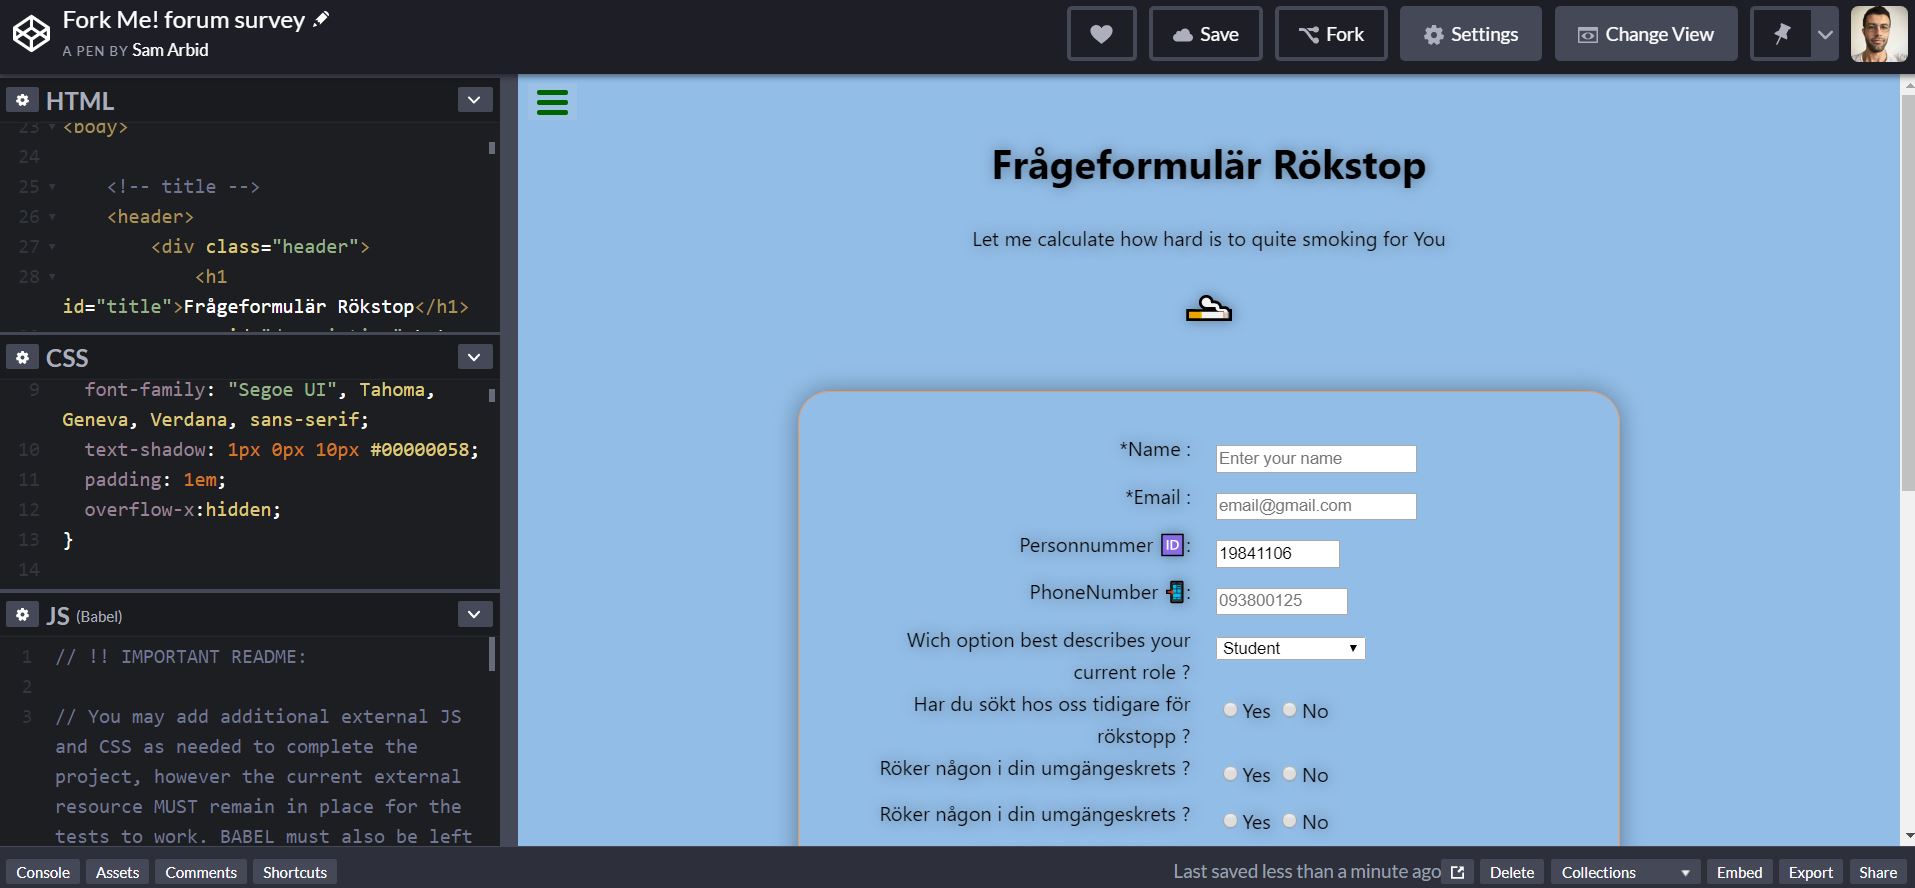 Fork Me! forum survey
A PEN BY Sam Arbid
Save
Fork
Settings
Change View
HTML
23 <body>
24
25 <!-- title -->
26 <header>
27 <div class="header">
28 <h1
id="title">Frågeformulär Rökstop</h1>
CSS
9 font-family: "Segoe UI", Tahoma,
Geneva, Verdana, sans-serif;
10 text-shadow: 1px 0px 10px #00000058;
11 padding: 1em;
12 overflow-x:hidden;
13 }
14
JS (Babel)
1 // !! IMPORTANT README:
2
3 // You may add additional external JS
and CSS as needed to complete the
project, however the current external
resource MUST remain in place for the
tests to work. BABEL must also be left
Frågeformulär Rökstop
Let me calculate how hard is to quite smoking for You
*Name :
Enter your name
*Email :
email@gmail.com
Personnummer 🆔:
19841106
PhoneNumber 📲:
093800125
Wich option best describes your
current role ?
Student
Har du sökt hos oss tidigare för
rökstopp ?
Yes No
Röker någon i din umgängeskrets ?
Yes No
Röker någon i din umgängeskrets ?
Yes No
Console Assets Comments Shortcuts
Last saved less than a minute ago
Delete Collections Embed Export Share